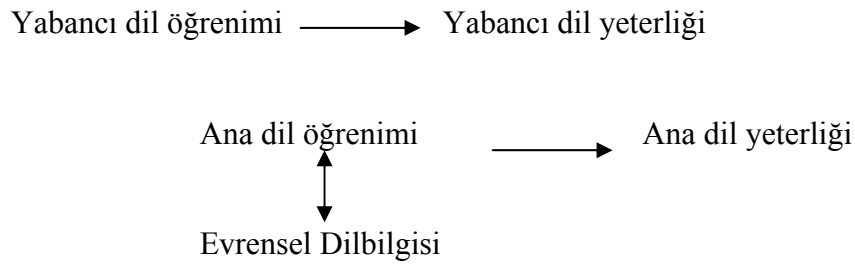 Yabancı dil öğrenimi Yabancı dil yeterliği
Ana dil öğrenimi Ana dil yeterliği
Evrensel Dilbilgisi